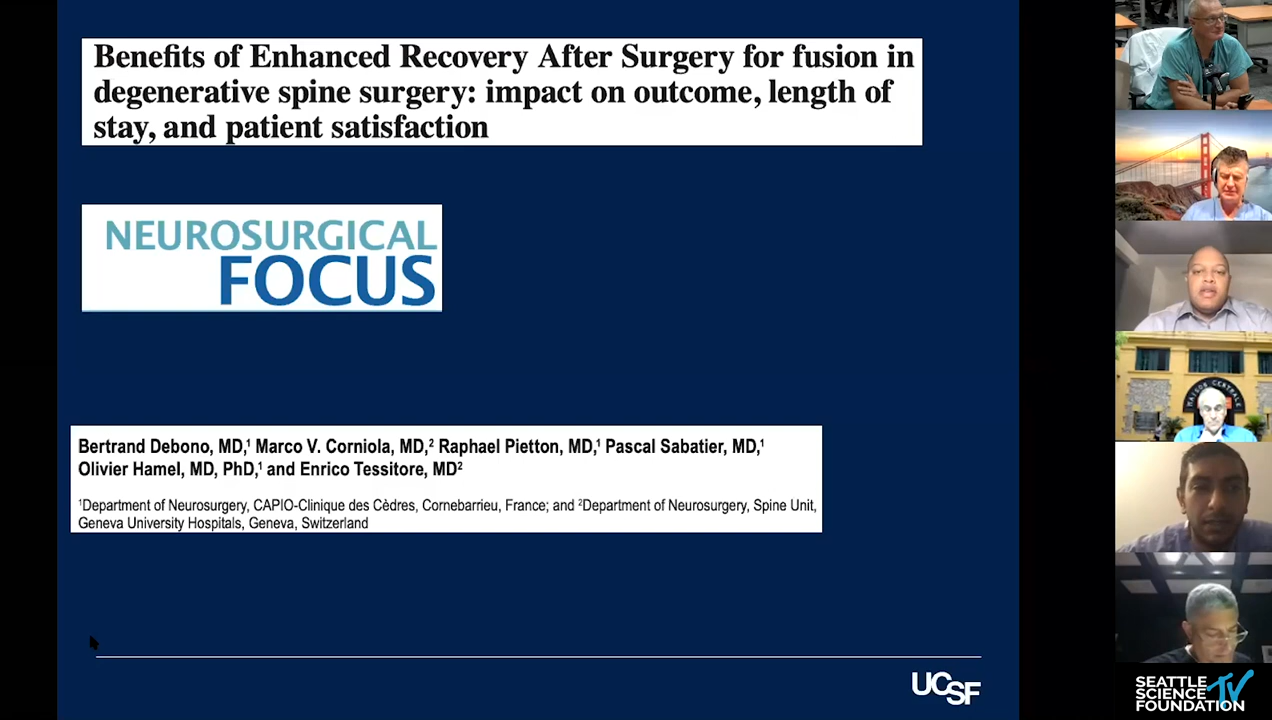 Benefits of Enhanced Recovery After Surgery for fusion in
degenerative spine surgery: impact on outcome, length of
stay, and patient satisfaction
NEUROSURGICAL
FOCUS
Bertrand Debono, MD,¹ Marco V. Corniola, MD,² Raphael Pietton, MD,¹ Pascal Sabatier, MD,¹
Olivier Hamel, MD, PhD,¹ and Enrico Tessitore, MD²
¹Department of Neurosurgery, CAPIO-Clinique des Cèdres, Cornebarrieu, France; and ²Department of Neurosurgery, Spine Unit,
Geneva University Hospitals, Geneva, Switzerland
UCSF
MAISON CENTRALE
SEATTLE
SCIENCE TV
FOUNDATION